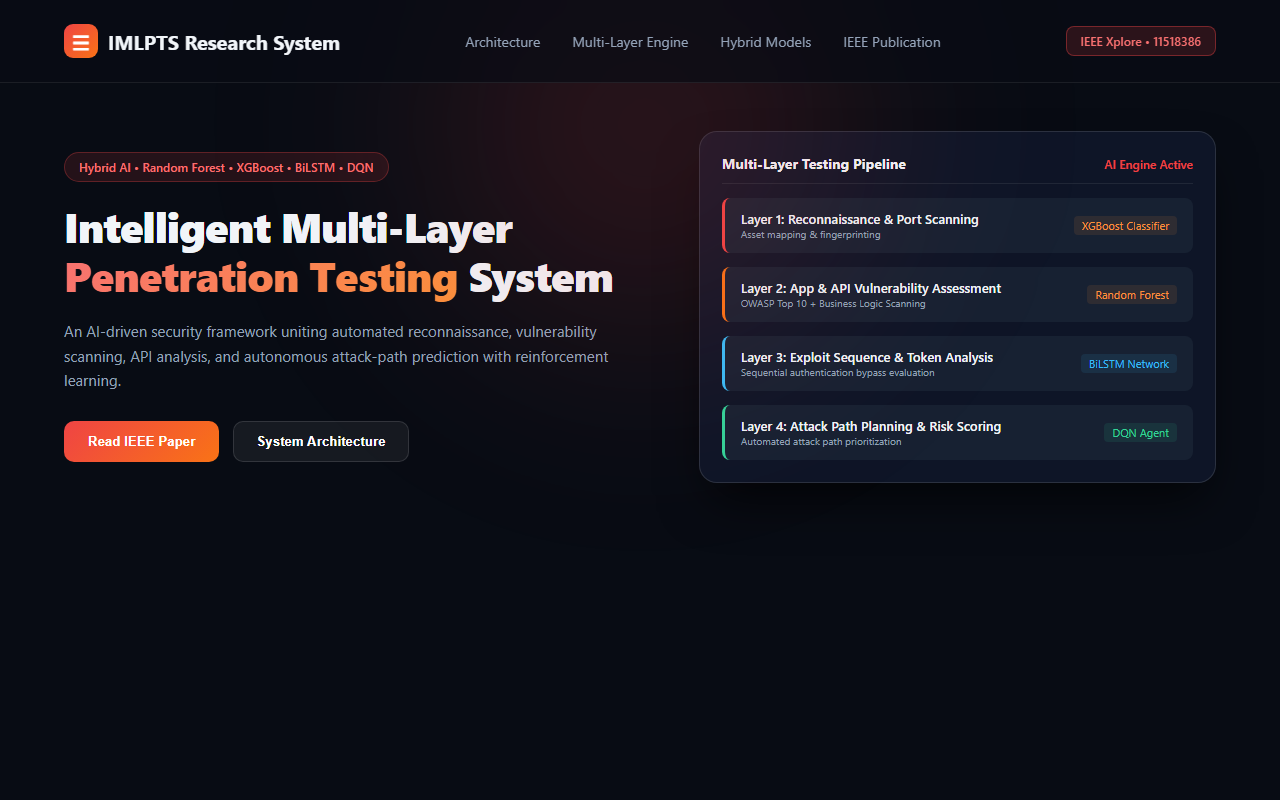 IMLPTS Research System
Architecture
Multi-Layer Engine
Hybrid Models
IEEE Publication
IEEE Xplore • 11518386
Hybrid AI • Random Forest • XGBoost • BiLSTM • DQN
Intelligent Multi-Layer
Penetration Testing System
An AI-driven security framework uniting automated reconnaissance, vulnerability
scanning, API analysis, and autonomous attack-path prediction with reinforcement
learning.
Read IEEE Paper
System Architecture
Multi-Layer Testing Pipeline
AI Engine Active
Layer 1: Reconnaissance & Port Scanning
Asset mapping & fingerprinting
XGBoost Classifier
Layer 2: App & API Vulnerability Assessment
OWASP Top 10 + Business Logic Scanning
Random Forest
Layer 3: Exploit Sequence & Token Analysis
Sequential authentication bypass evaluation
BiLSTM Network
Layer 4: Attack Path Planning & Risk Scoring
Automated attack path prioritization
DQN Agent